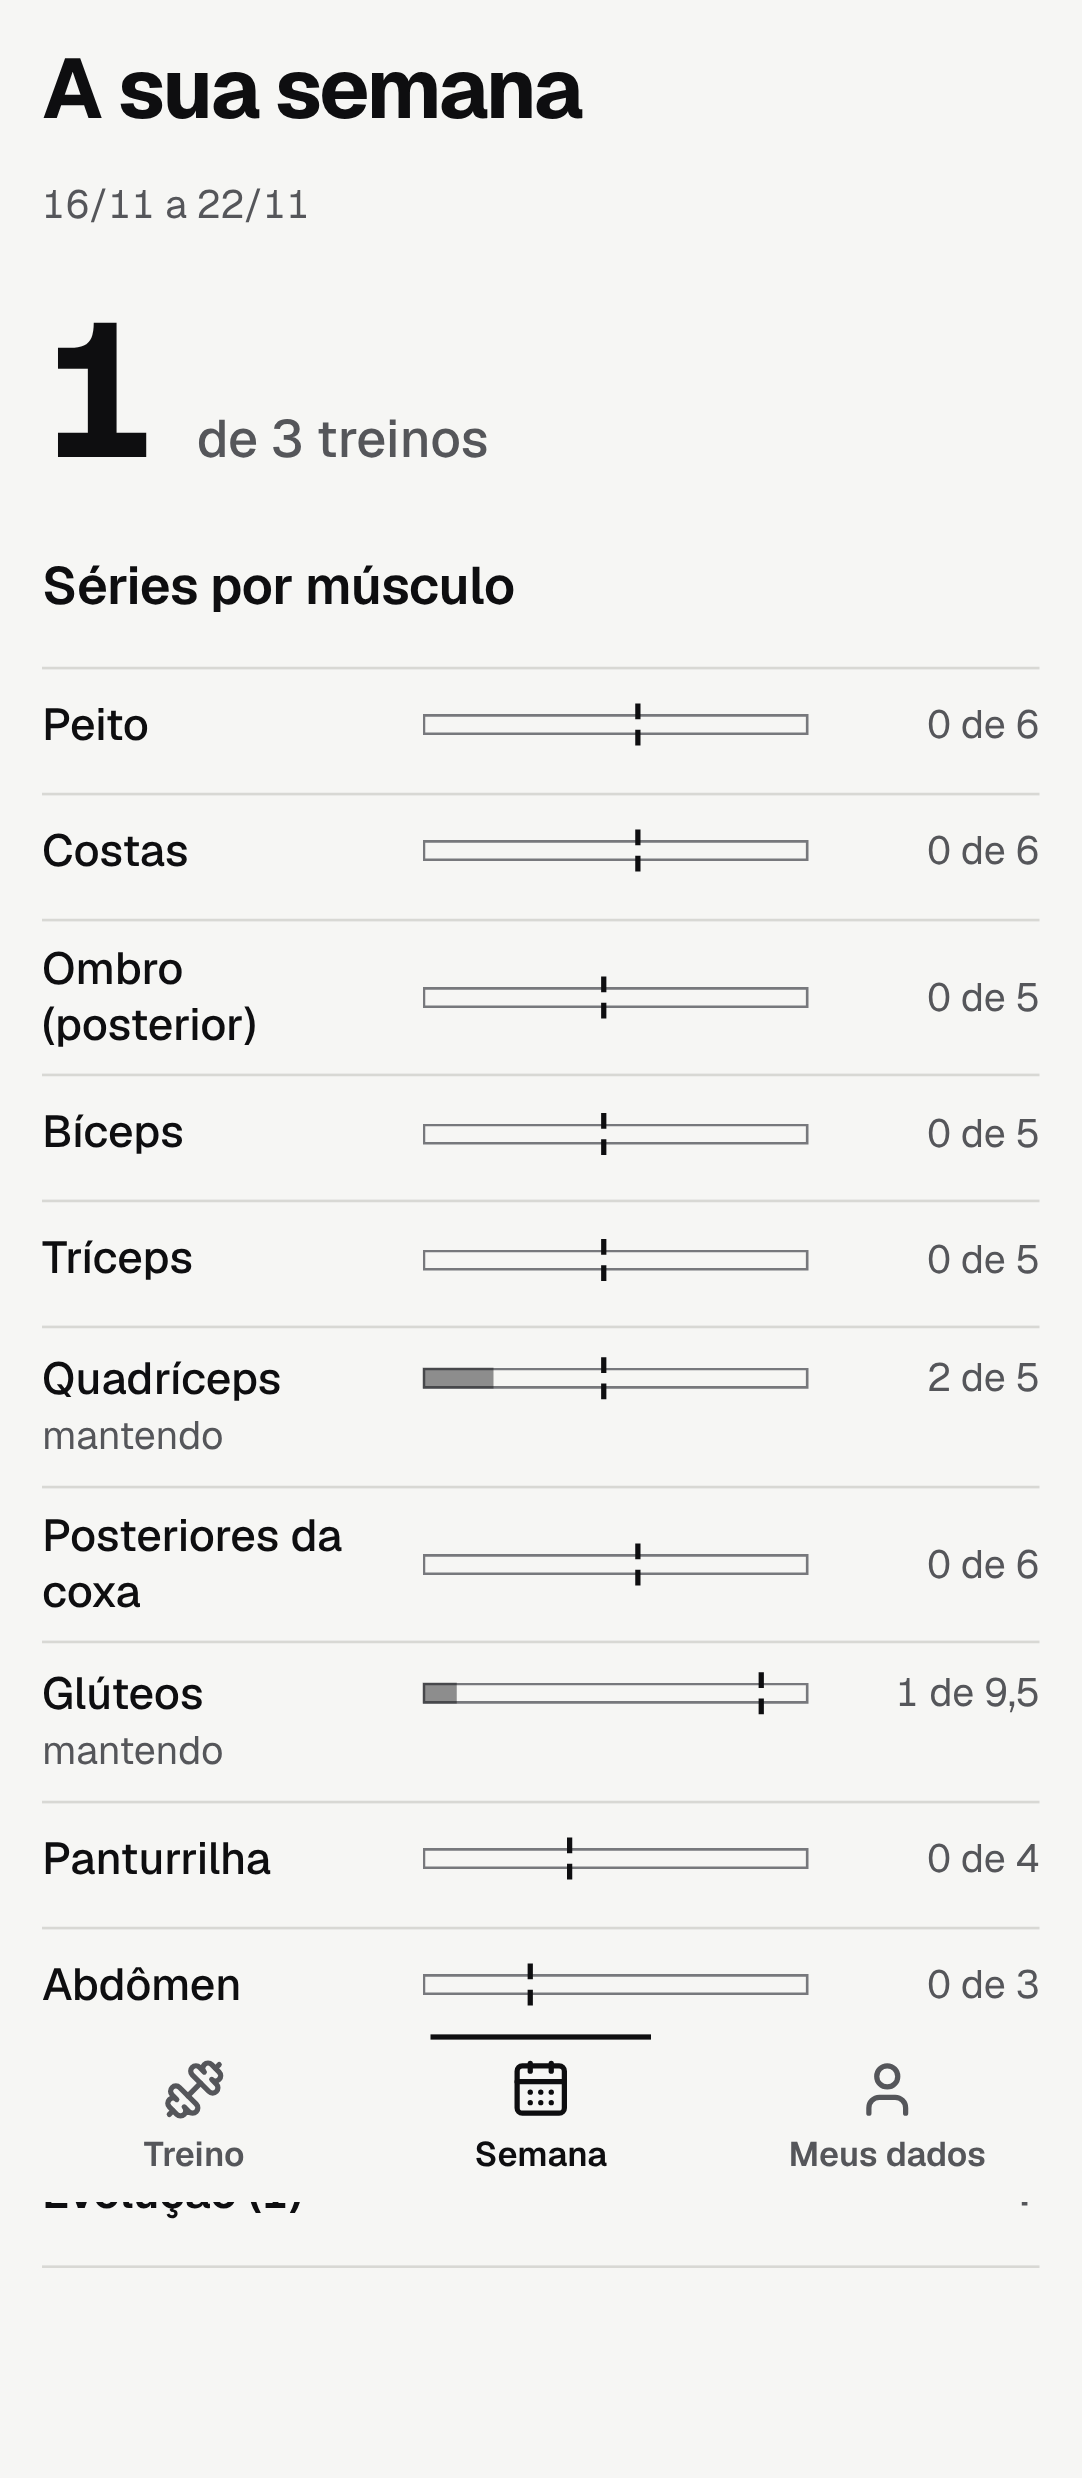 A sua semana
16/11 a 22/11
1 de 3 treinos
Séries por músculo
Peito 0 de 6
Costas 0 de 6
Ombro
(posterior) 0 de 5
Bíceps 0 de 5
Tríceps 0 de 5
Quadríceps 2 de 5
mantendo
Posteriores da
coxa 0 de 6
Glúteos 1 de 9,5
mantendo
Panturrilha 0 de 4
Abdômen 0 de 3
Treino Semana Meus dados
Evolução (1)